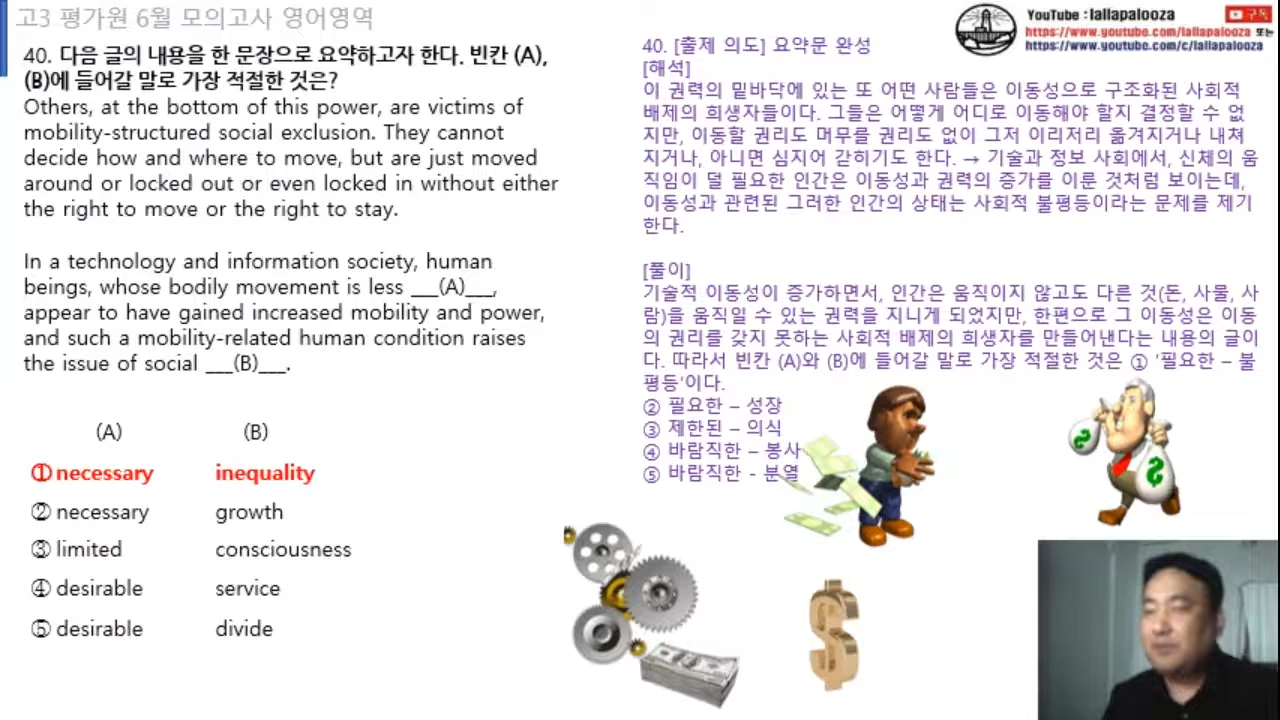 고3 평가원 6월 모의고사 영어영역
YouTube : lallapalooza
구독
https://www.youtube.com/lallapalooza 또는
https://www.youtube.com/c/lallapalooza
40. 다음 글의 내용을 한 문장으로 요약하고자 한다. 빈칸 (A),
(B)에 들어갈 말로 가장 적절한 것은?
Others, at the bottom of this power, are victims of
mobility-structured social exclusion. They cannot
decide how and where to move, but are just moved
around or locked out or even locked in without either
the right to move or the right to stay.
In a technology and information society, human
beings, whose bodily movement is less ___(A)___,
appear to have gained increased mobility and power,
and such a mobility-related human condition raises
the issue of social ___(B)___.
(A) (B)
① necessary inequality
② necessary growth
③ limited consciousness
④ desirable service
⑤ desirable divide
40. [출제 의도] 요약문 완성
[해석]
이 권력의 밑바닥에 있는 또 어떤 사람들은 이동성으로 구조화된 사회적
배제의 희생자들이다. 그들은 어떻게 어디로 이동해야 할지 결정할 수 없
지만, 이동할 권리도 머무를 권리도 없이 그저 이리저리 옮겨지거나 내쳐
지거나, 아니면 심지어 갇히기도 한다. → 기술과 정보 사회에서, 신체의 움
직임이 덜 필요한 인간은 이동성과 권력의 증가를 이룬 것처럼 보이는데,
이동성과 관련된 그러한 인간의 상태는 사회적 불평등이라는 문제를 제기
한다.
[풀이]
기술적 이동성이 증가하면서, 인간은 움직이지 않고도 다른 것(돈, 사물, 사
람)을 움직일 수 있는 권력을 지니게 되었지만, 한편으로 그 이동성은 이동
의 권리를 갖지 못하는 사회적 배제의 희생자를 만들어낸다는 내용의 글이
다. 따라서 빈칸 (A)와 (B)에 들어갈 말로 가장 적절한 것은 ① '필요한 – 불
평등'이다.
② 필요한 – 성장
③ 제한된 – 의식
④ 바람직한 – 봉사
⑤ 바람직한 - 분열